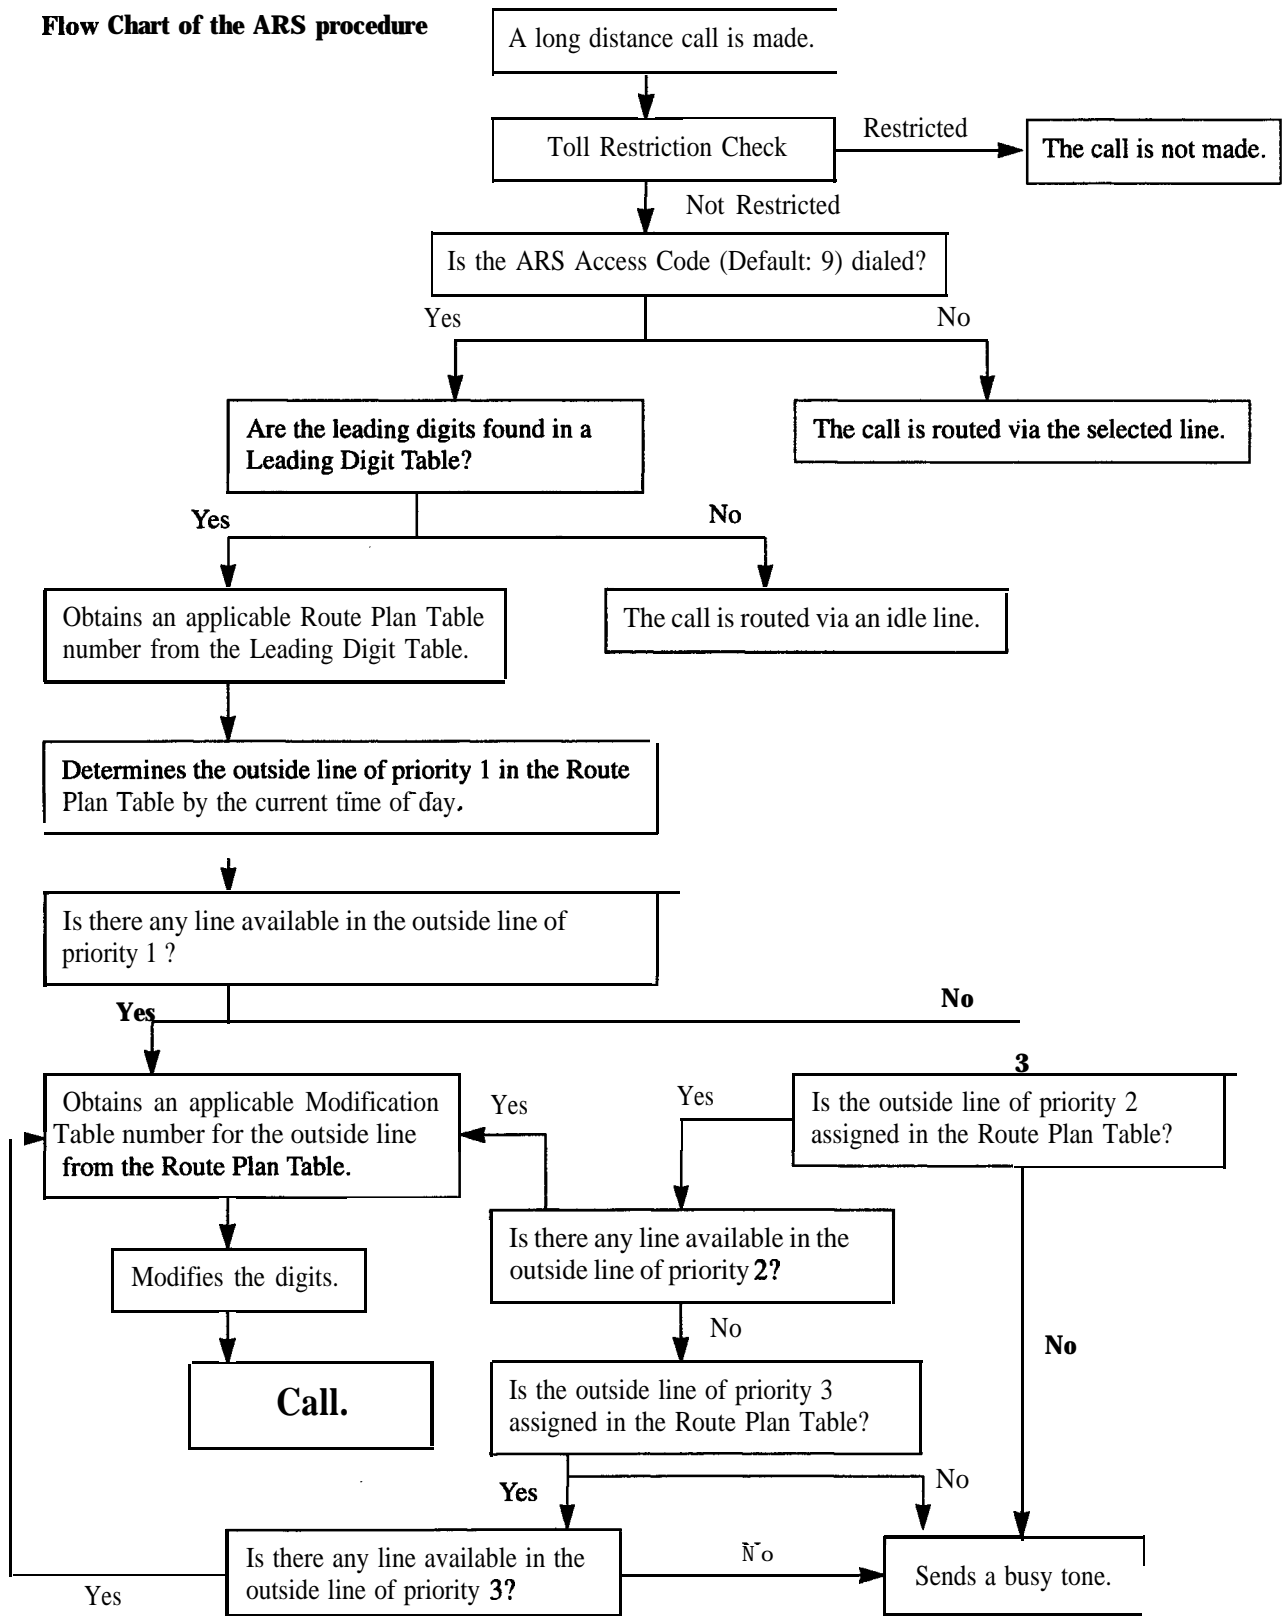 Flow Chart of the ARS procedure
A long distance call is made.
Toll Restriction Check
Restricted
The call is not made.
Not Restricted
Is the ARS Access Code (Default: 9) dialed?
Yes
No
Are the leading digits found in a
Leading Digit Table?
The call is routed via the selected line.
Yes
No
Obtains an applicable Route Plan Table
number from the Leading Digit Table.
The call is routed via an idle line.
Determines the outside line of priority 1 in the Route
Plan Table by the current time of day.
Is there any line available in the outside line of
priority 1 ?
Yes
No
3
Obtains an applicable Modification
Table number for the outside line
from the Route Plan Table.
Yes
Yes
Is the outside line of priority 2
assigned in the Route Plan Table?
Is there any line available in the
outside line of priority 2?
Modifies the digits.
No
No
Call.
Is the outside line of priority 3
assigned in the Route Plan Table?
Yes
No
Is there any line available in the
outside line of priority 3?
No
Sends a busy tone.
Yes